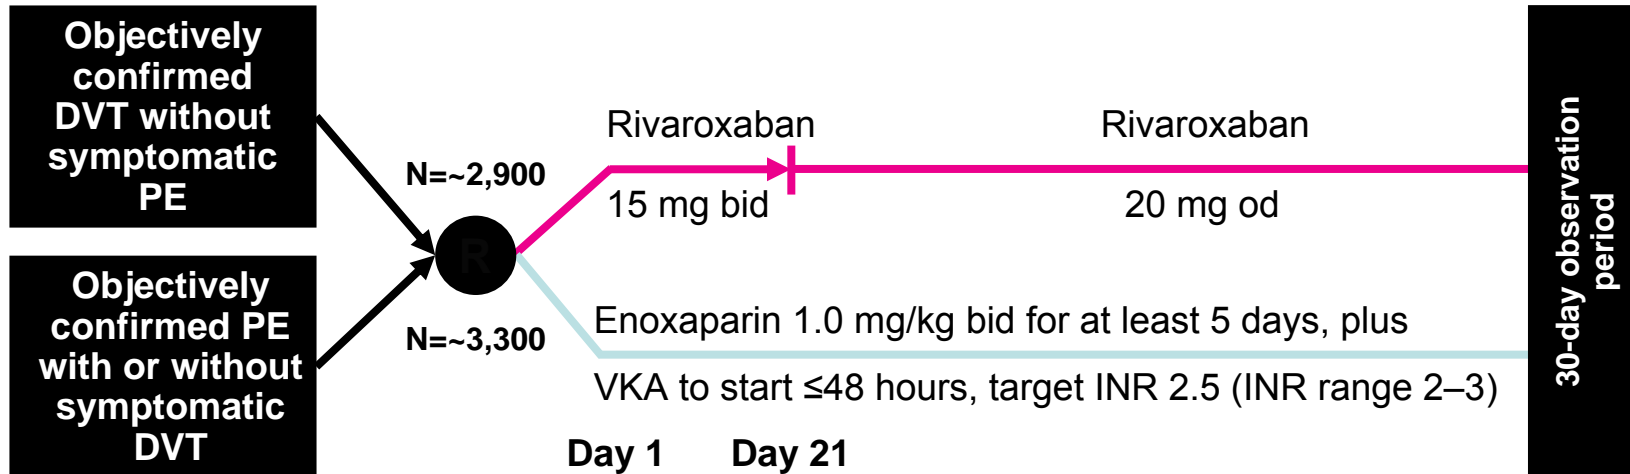 Objectively
confirmed
DVT without
symptomatic
PE
Objectively
confirmed PE
with or without
symptomatic
DVT
N=~2,900
R
N=~3,300
Rivaroxaban
15 mg bid
Rivaroxaban
20 mg od
Enoxaparin 1.0 mg/kg bid for at least 5 days, plus
VKA to start ≤48 hours, target INR 2.5 (INR range 2–3)
Day 1
Day 21
30-day observation
period